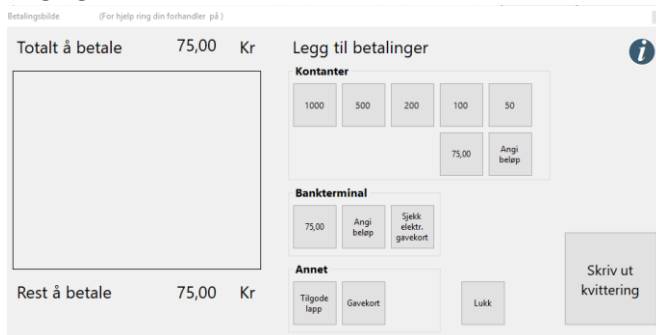 Betalingsbilde (For hjelp ring din forhandler på )
Totalt å betale 75,00 Kr
Legg til betalinger
i
Kontanter
1000 500 200 100 50
75,00 Angi
beløp
Bankterminal
75,00 Angi
beløp Sjekk
elektr.
gavekort
Annet
Tilgode
lapp Gavekort
Lukk
Skriv ut
kvittering
Rest å betale 75,00 Kr